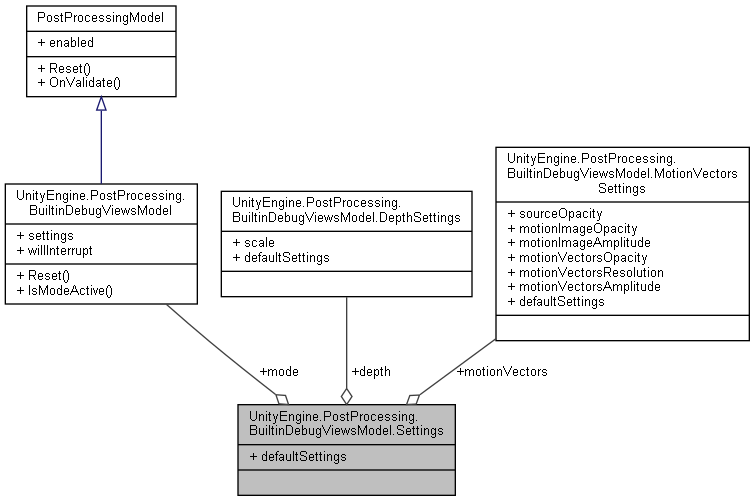 PostProcessingModel
+ enabled
+ Reset()
+ OnValidate()
UnityEngine.PostProcessing.
BuiltinDebugViewsModel
+ settings
+ willInterrupt
+ Reset()
+ IsModeActive()
UnityEngine.PostProcessing.
BuiltinDebugViewsModel.DepthSettings
+ scale
+ defaultSettings
UnityEngine.PostProcessing.
BuiltinDebugViewsModel.MotionVectors
Settings
+ sourceOpacity
+ motionImageOpacity
+ motionImageAmplitude
+ motionVectorsOpacity
+ motionVectorsResolution
+ motionVectorsAmplitude
+ defaultSettings
+mode
+depth
+motionVectors
UnityEngine.PostProcessing.
BuiltinDebugViewsModel.Settings
+ defaultSettings